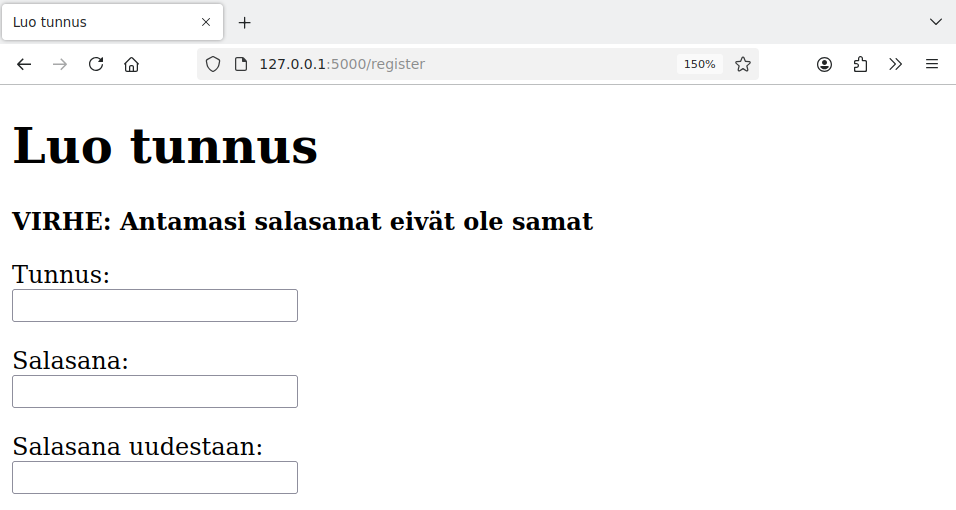 Luo tunnus
127.0.0.1:5000/register
150%
Luo tunnus
VIRHE: Antamasi salasanat eivät ole samat
Tunnus:
Salasana:
Salasana uudestaan: